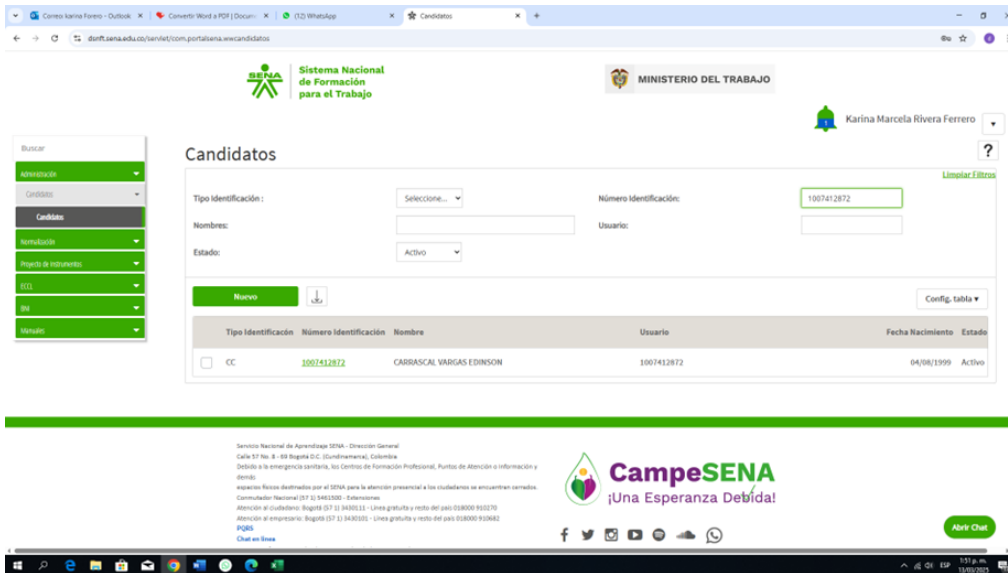 Correo: karina Forero - Outlook
Convertir Word a PDF | Docum
(12) WhatsApp
Candidatos
dsnft.sena.edu.co/servlet/com.portalsena.wwcandidatos
SENA
Sistema Nacional
de Formación
para el Trabajo
MINISTERIO DEL TRABAJO
1
Karina Marcela Rivera Ferrero
Buscar
Candidatos
?
Limpiar Filtros
Administración
Candidatos
Candidatos
Normalización
Proyecto de Instrumentos
ECCL
BNI
Manuales
Tipo Identificación :
Seleccione...
Número Identificación:
1007412872
Nombres:
Usuario:
Estado:
Activo
Nuevo
Config. tabla
Tipo Identificacón Número Identificación Nombre Usuario Fecha Nacimiento Estado
CC 1007412872 CARRASCAL VARGAS EDINSON 1007412872 04/08/1999 Activo
Servicio Nacional de Aprendizaje SENA - Dirección General
Calle 57 No. 8 - 69 Bogotá D.C. (Cundinamarca), Colombia
Debido a la emergencia sanitaria, los Centros de Formación Profesional, Puntos de Atención o Información y
demás
espacios físicos destinados por el SENA para la atención presencial a los ciudadanos se encuentran cerrados.
Conmutador Nacional (57 1) 5461500 - Extensiones
Atención al ciudadano: Bogotá (57 1) 3430111 - Línea gratuita y resto del país 018000 910270
Atención al empresario: Bogotá (57 1) 3430101 - Línea gratuita y resto del país 018000 910682
PQRS
Chat en línea
CampeSENA
¡Una Esperanza Debida!
Abrir Chat
ESP
1:51 p. m.
13/03/2025